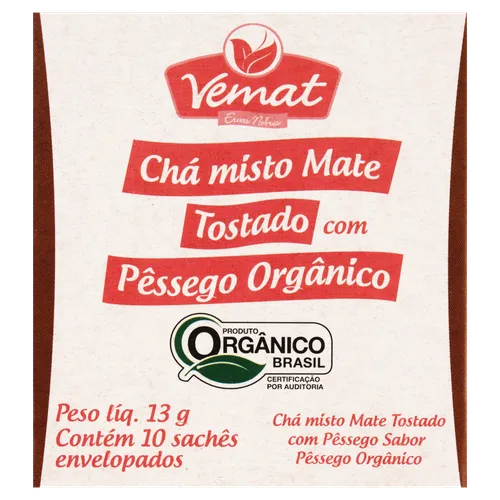 Vemat
Ervas Nobres
Chá misto Mate
Tostado com
Pêssego Orgânico
PRODUTO
ORGÂNICO
BRASIL
CERTIFICAÇÃO
POR AUDITORIA
Peso líq. 13 g
Contém 10 sachês
envelopados
Chá misto Mate Tostado
com Pêssego Sabor
Pêssego Orgânico